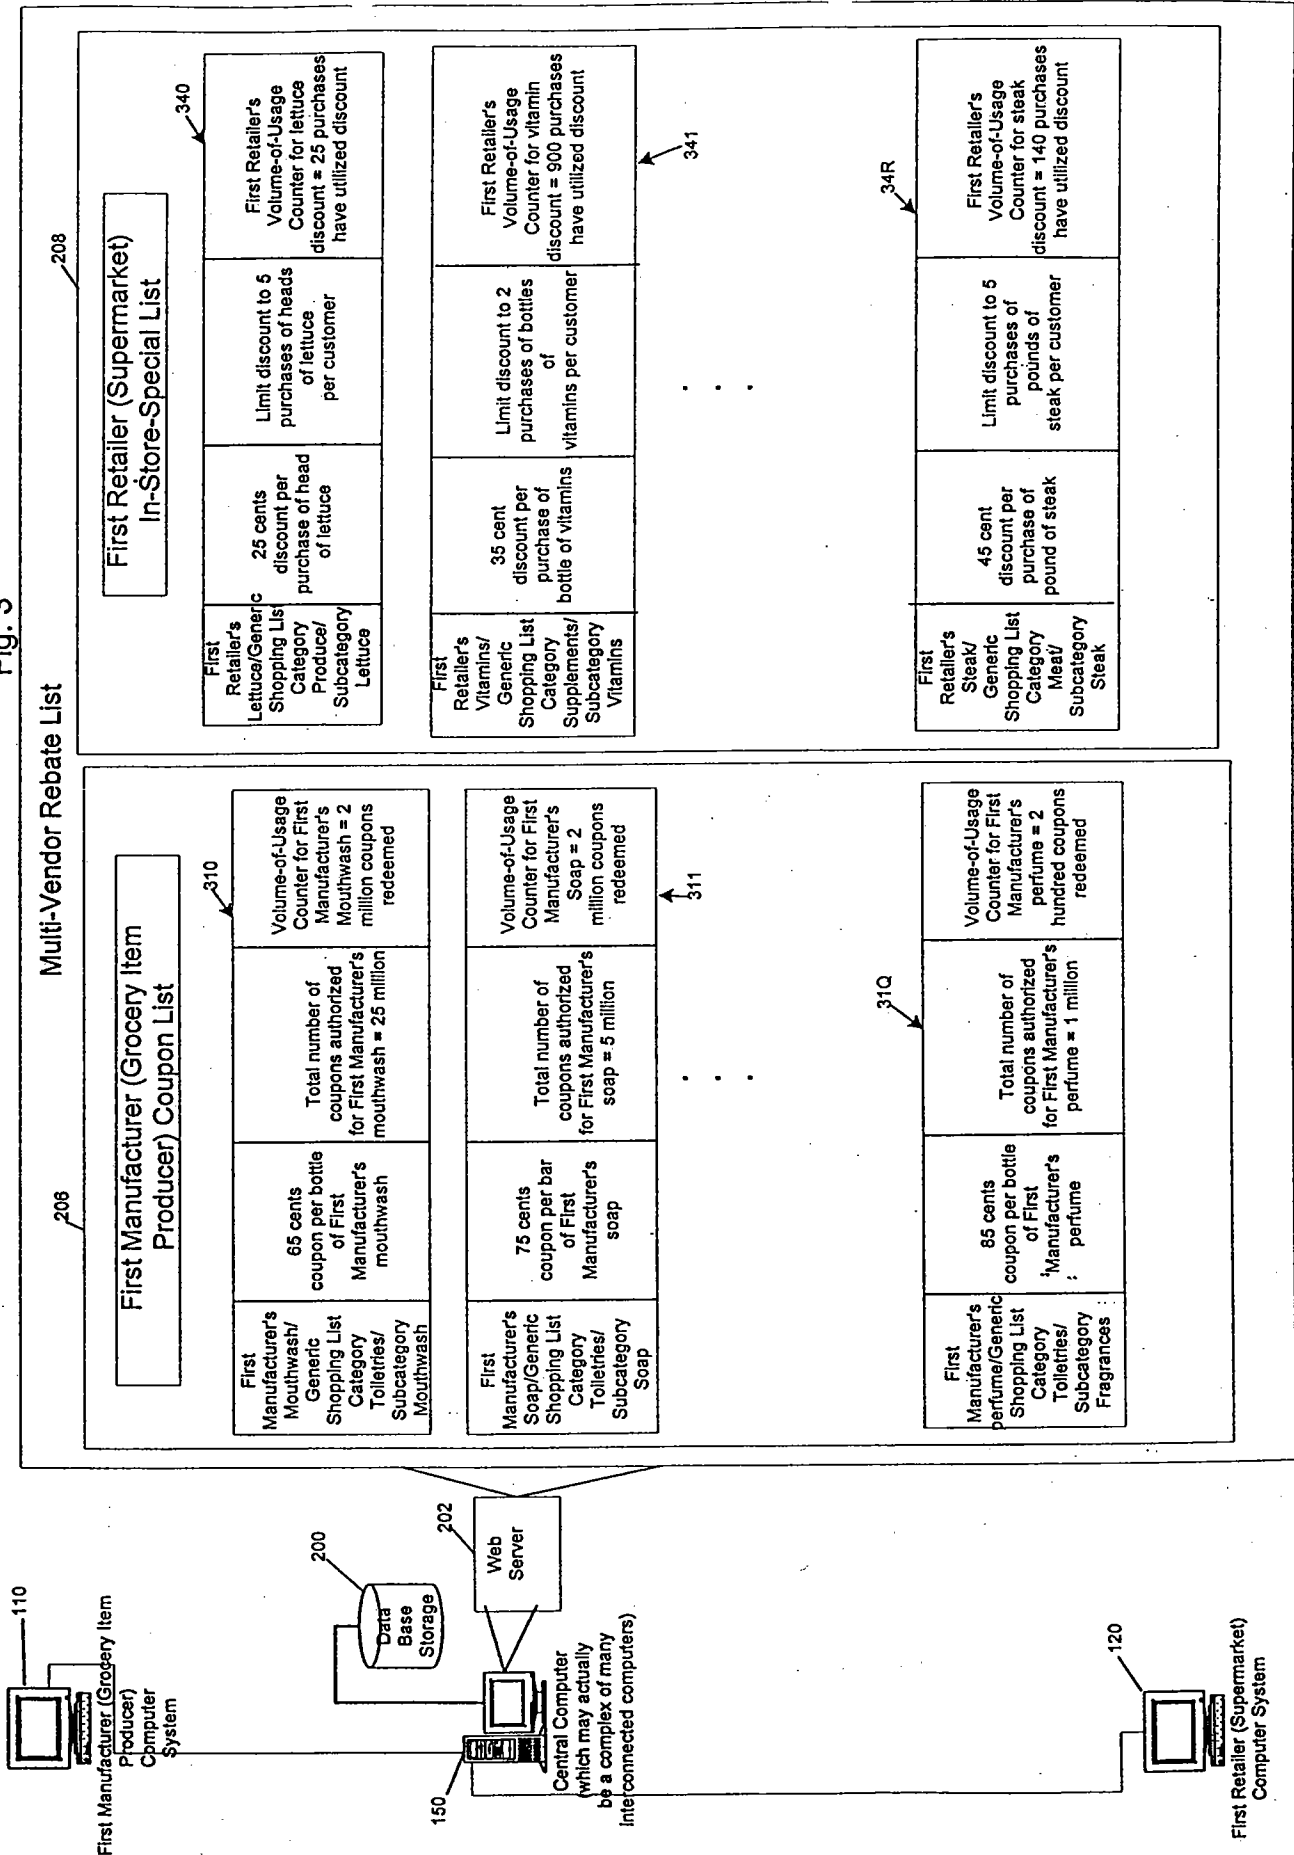 Fig. 3
Multi-Vendor Rebate List
206
First Manufacturer (Grocery Item
Producer) Coupon List
310
First
Manufacturer's
Mouthwash/
Generic
Shopping List
Category
Toiletries/
Subcategory
Mouthwash
65 cents
coupon per bottle
of First
Manufacturer's
mouthwash
Total number of
coupons authorized
for First Manufacturer's
mouthwash = 25 million
Volume-of-Usage
Counter for First
Manufacturer's
Mouthwash = 2
million coupons
redeemed
311
First
Manufacturer's
Soap/Generic
Shopping List
Category
Toiletries/
Subcategory
Soap
75 cents
coupon per bar
of First
Manufacturer's
soap
Total number of
coupons authorized
for First Manufacturer's
soap = 5 million
Volume-of-Usage
Counter for First
Manufacturer's
Soap = 2
million coupons
redeemed
. . .
31Q
First
Manufacturer's
perfume/Generic
Shopping List
Category
Toiletries/
Subcategory
Fragrances
85 cents
coupon per bottle
of First
Manufacturer's
perfume
Total number of
coupons authorized
for First Manufacturer's
perfume = 1 million
Volume-of-Usage
Counter for First
Manufacturer's
perfume = 2
hundred coupons
redeemed
208
First Retailer (Supermarket)
In-Store-Special List
340
First
Retailer's
Lettuce/Generic
Shopping List
Category
Produce/
Subcategory
Lettuce
25 cents
discount per
purchase of head
of lettuce
Limit discount to 5
purchases of heads
of lettuce
per customer
First Retailer's
Volume-of-Usage
Counter for lettuce
discount = 25 purchases
have utilized discount
341
First
Retailer's
Vitamins/
Generic
Shopping List
Category
Supplements/
Subcategory
Vitamins
35 cent
discount per
purchase of
bottle of vitamins
Limit discount to 2
purchases of bottles
of
vitamins per customer
First Retailer's
Volume-of-Usage
Counter for vitamin
discount = 900 purchases
have utilized discount
. . .
34R
First
Retailer's
Steak/
Generic
Shopping List
Category
Meat/
Subcategory
Steak
45 cent
discount per
purchase of
pound of steak
Limit discount to 5
purchases of
pounds of
steak per customer
First Retailer's
Volume-of-Usage
Counter for steak
discount = 140 purchases
have utilized discount
110
First Manufacturer (Grocery Item
Producer)
Computer
System
200
Data
Base
Storage
202
Web
Server
150
Central Computer
(which may actually
be a complex of many
interconnected computers)
120
First Retailer (Supermarket)
Computer System